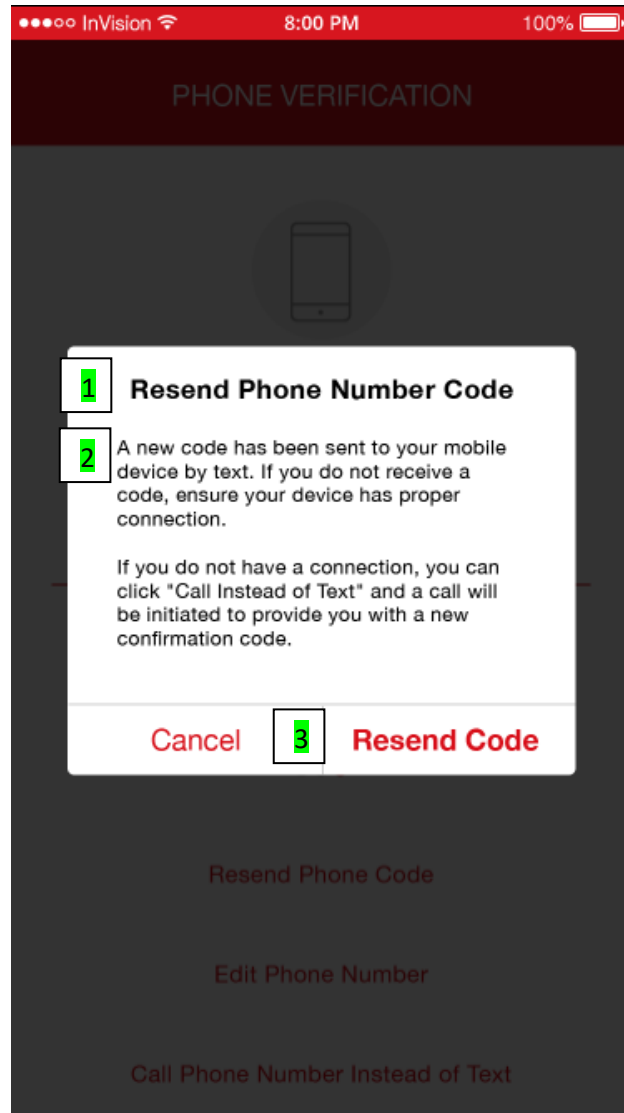 InVision 8:00 PM 100%
PHONE VERIFICATION
1 Resend Phone Number Code
2 A new code has been sent to your mobile
device by text. If you do not receive a
code, ensure your device has proper
connection.
If you do not have a connection, you can
click "Call Instead of Text" and a call will
be initiated to provide you with a new
confirmation code.
Cancel 3 Resend Code
Resend Phone Code
Edit Phone Number
Call Phone Number Instead of Text